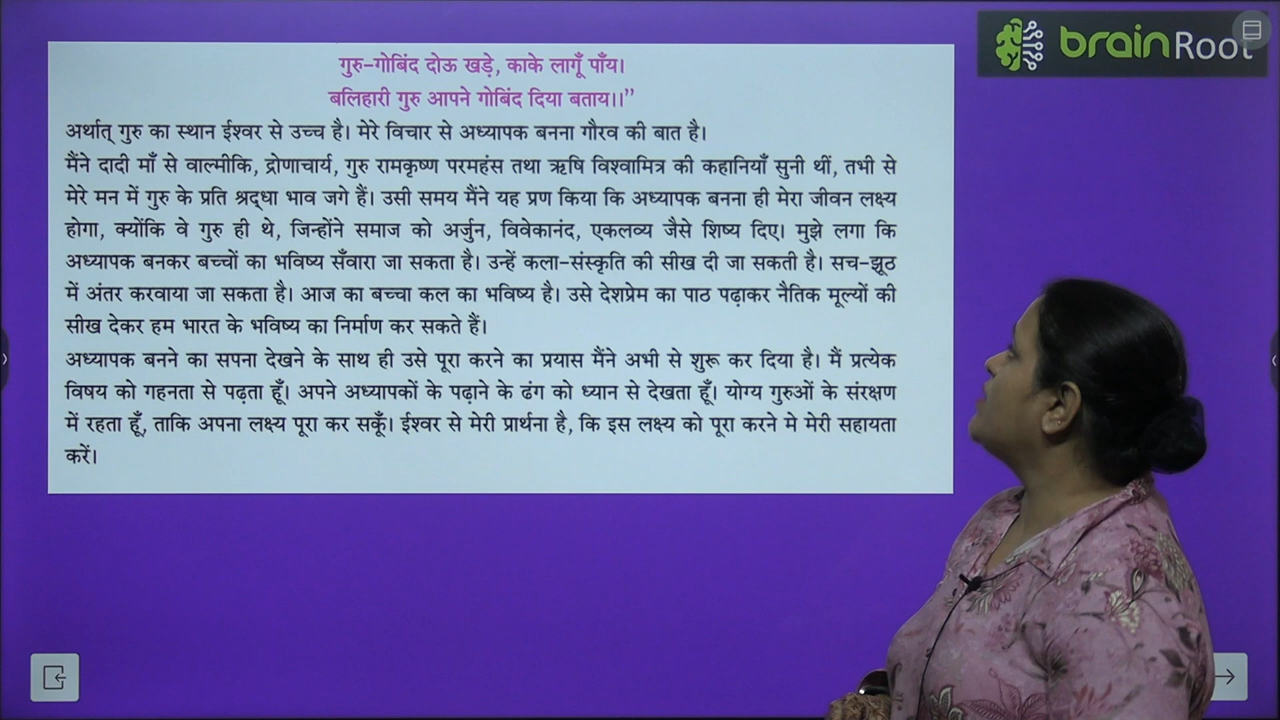 brainRoot
गुरु-गोबिंद दोऊ खड़े, काके लागूँ पाँय।
बलिहारी गुरु आपने गोबिंद दिया बताय।।”
अर्थात् गुरु का स्थान ईश्वर से उच्च है। मेरे विचार से अध्यापक बनना गौरव की बात है।
मैंने दादी माँ से वाल्मीकि, द्रोणाचार्य, गुरु रामकृष्ण परमहंस तथा ऋषि विश्वामित्र की कहानियाँ सुनी थीं, तभी से
मेरे मन में गुरु के प्रति श्रद्धा भाव जगे हैं। उसी समय मैंने यह प्रण किया कि अध्यापक बनना ही मेरा जीवन लक्ष्य
होगा, क्योंकि वे गुरु ही थे, जिन्होंने समाज को अर्जुन, विवेकानंद, एकलव्य जैसे शिष्य दिए। मुझे लगा कि
अध्यापक बनकर बच्चों का भविष्य सँवारा जा सकता है। उन्हें कला-संस्कृति की सीख दी जा सकती है। सच-झूठ
में अंतर करवाया जा सकता है। आज का बच्चा कल का भविष्य है। उसे देशप्रेम का पाठ पढ़ाकर नैतिक मूल्यों की
सीख देकर हम भारत के भविष्य का निर्माण कर सकते हैं।
अध्यापक बनने का सपना देखने के साथ ही उसे पूरा करने का प्रयास मैंने अभी से शुरू कर दिया है। मैं प्रत्येक
विषय को गहनता से पढ़ता हूँ। अपने अध्यापकों के पढ़ाने के ढंग को ध्यान से देखता हूँ। योग्य गुरुओं के संरक्षण
में रहता हूँ, ताकि अपना लक्ष्य पूरा कर सकूँ। ईश्वर से मेरी प्रार्थना है, कि इस लक्ष्य को पूरा करने मे मेरी सहायता
करें।